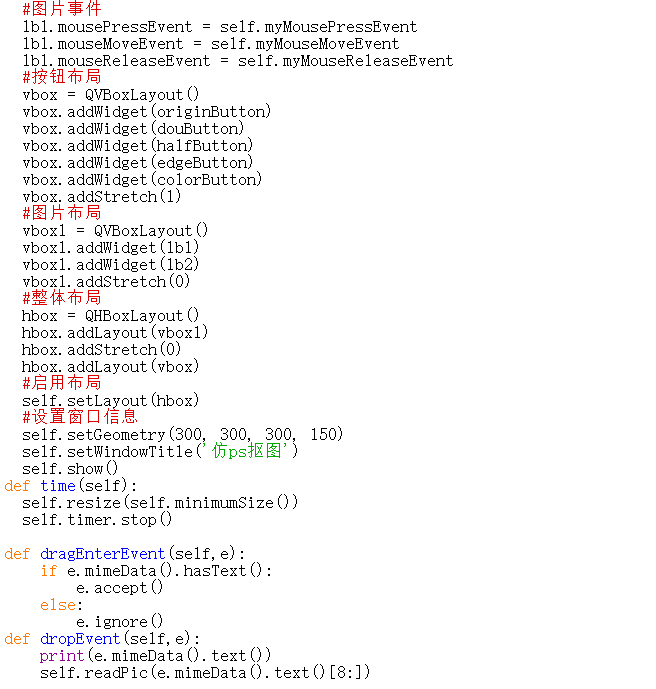 #图片事件
lb1.mousePressEvent = self.myMousePressEvent
lb1.mouseMoveEvent = self.myMouseMoveEvent
lb1.mouseReleaseEvent = self.myMouseReleaseEvent
#按钮布局
vbox = QVBoxLayout()
vbox.addWidget(originButton)
vbox.addWidget(douButton)
vbox.addWidget(halfButton)
vbox.addWidget(edgeButton)
vbox.addWidget(colorButton)
vbox.addStretch(1)
#图片布局
vbox1 = QVBoxLayout()
vbox1.addWidget(lb1)
vbox1.addWidget(lb2)
vbox1.addStretch(0)
#整体布局
hbox = QHBoxLayout()
hbox.addLayout(vbox1)
hbox.addStretch(0)
hbox.addLayout(vbox)
#启用布局
self.setLayout(hbox)
#设置窗口信息
self.setGeometry(300, 300, 300, 150)
self.setWindowTitle('仿ps抠图')
self.show()
def time(self):
self.resize(self.minimumSize())
self.timer.stop()
def dragEnterEvent(self,e):
if e.mimeData().hasText():
e.accept()
else:
e.ignore()
def dropEvent(self,e):
print(e.mimeData().text())
self.readPic(e.mimeData().text()[8:])